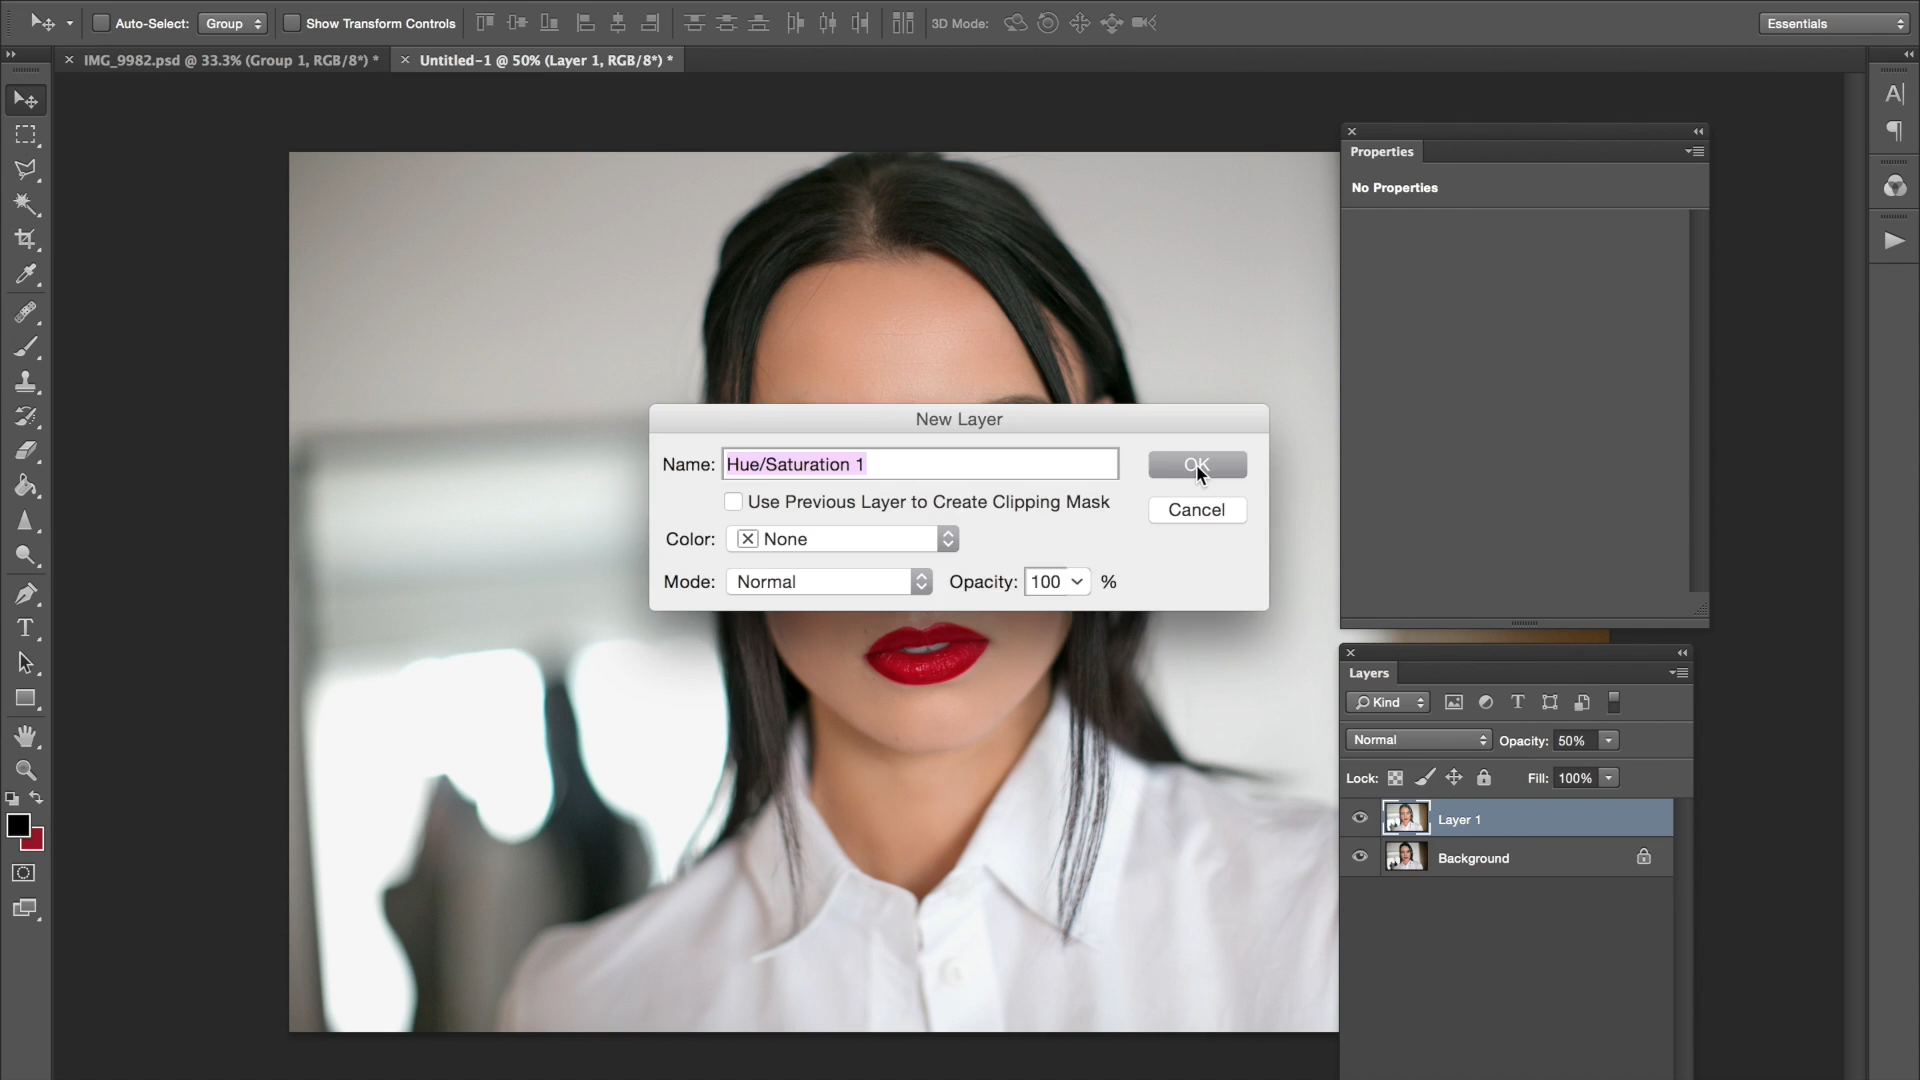 Auto-Select: Group Show Transform Controls 3D Mode: Essentials
IMG_9982.psd @ 33.3% (Group 1, RGB/8*) * Untitled-1 @ 50% (Layer 1, RGB/8*) *
Properties
No Properties
New Layer
Name: Hue/Saturation 1 OK
Use Previous Layer to Create Clipping Mask Cancel
Color: None
Mode: Normal Opacity: 100 %
Layers
Kind
Normal Opacity: 50%
Lock: Fill: 100%
Layer 1
Background